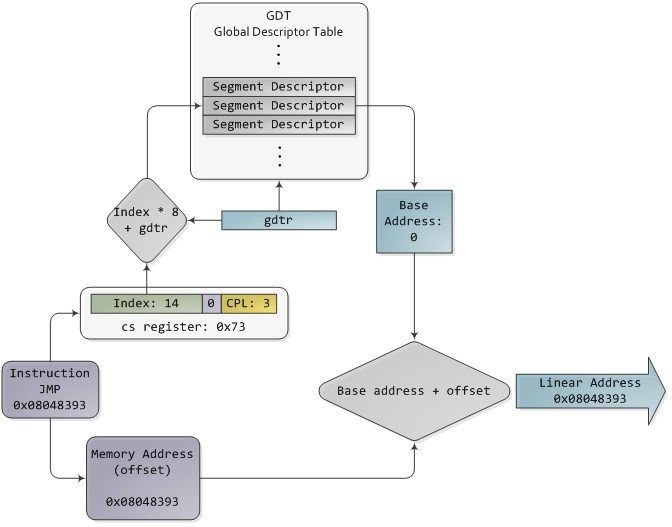 GDT
Global Descriptor Table
Segment Descriptor
Segment Descriptor
Segment Descriptor
Index * 8
+ gdtr
gdtr
Base
Address:
0
Index: 14
0
CPL: 3
cs register: 0x73
Instruction
JMP
0x08048393
Base address + offset
Linear Address
0x08048393
Memory Address
(offset)
0x08048393